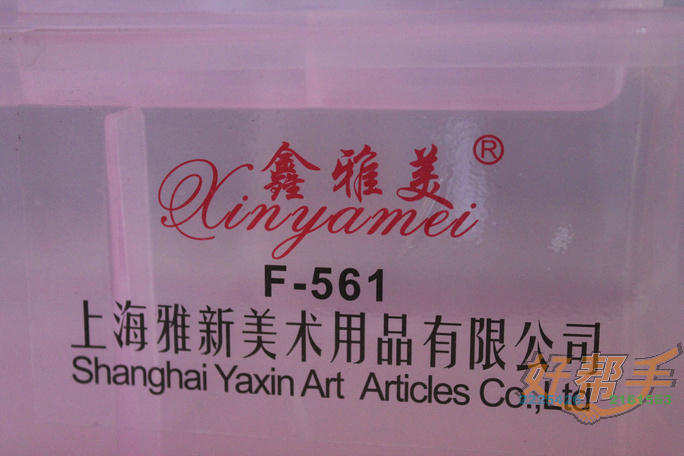 鑫雅美®
Xinyamei
F-561
上海雅新美术用品有限公司
Shanghai Yaxin Art Articles Co.,Ltd
好帮手